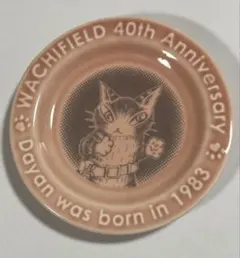 WACHIFIELD 40th Anniversary
Dayan was born in 1983